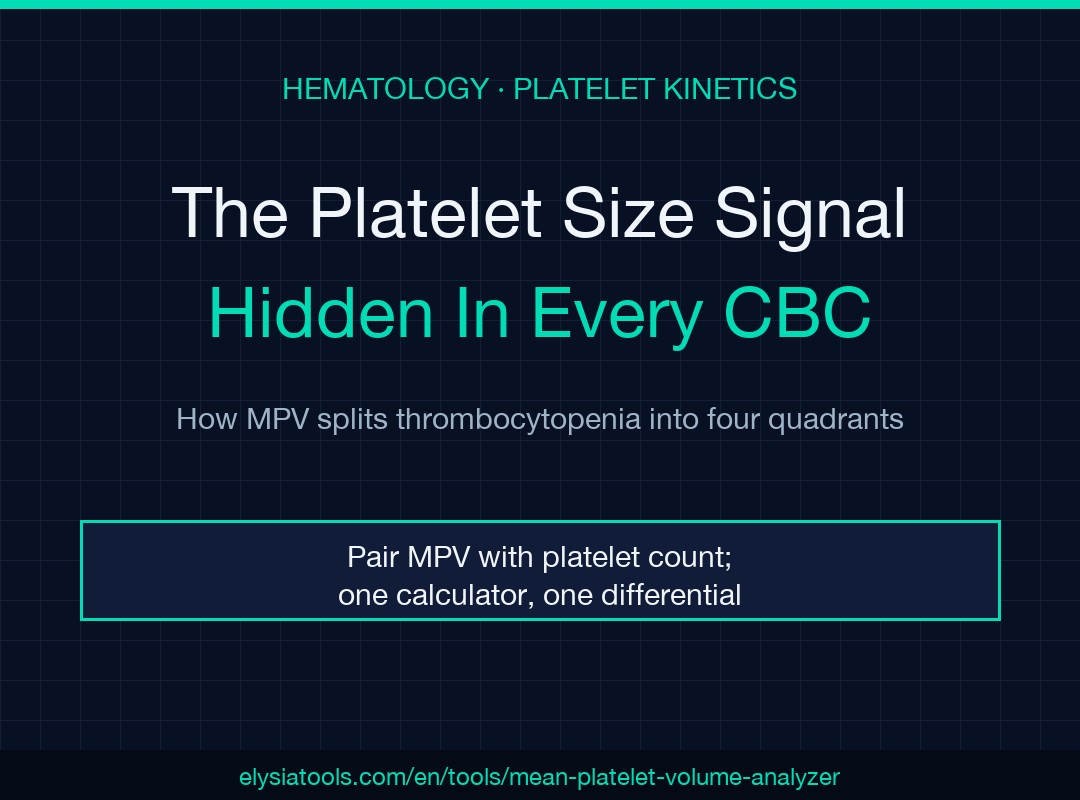 HEMATOLOGY · PLATELET KINETICS
The Platelet Size Signal
Hidden In Every CBC
How MPV splits thrombocytopenia into four quadrants
Pair MPV with platelet count;
one calculator, one differential
elysiatools.com/en/tools/mean-platelet-volume-analyzer